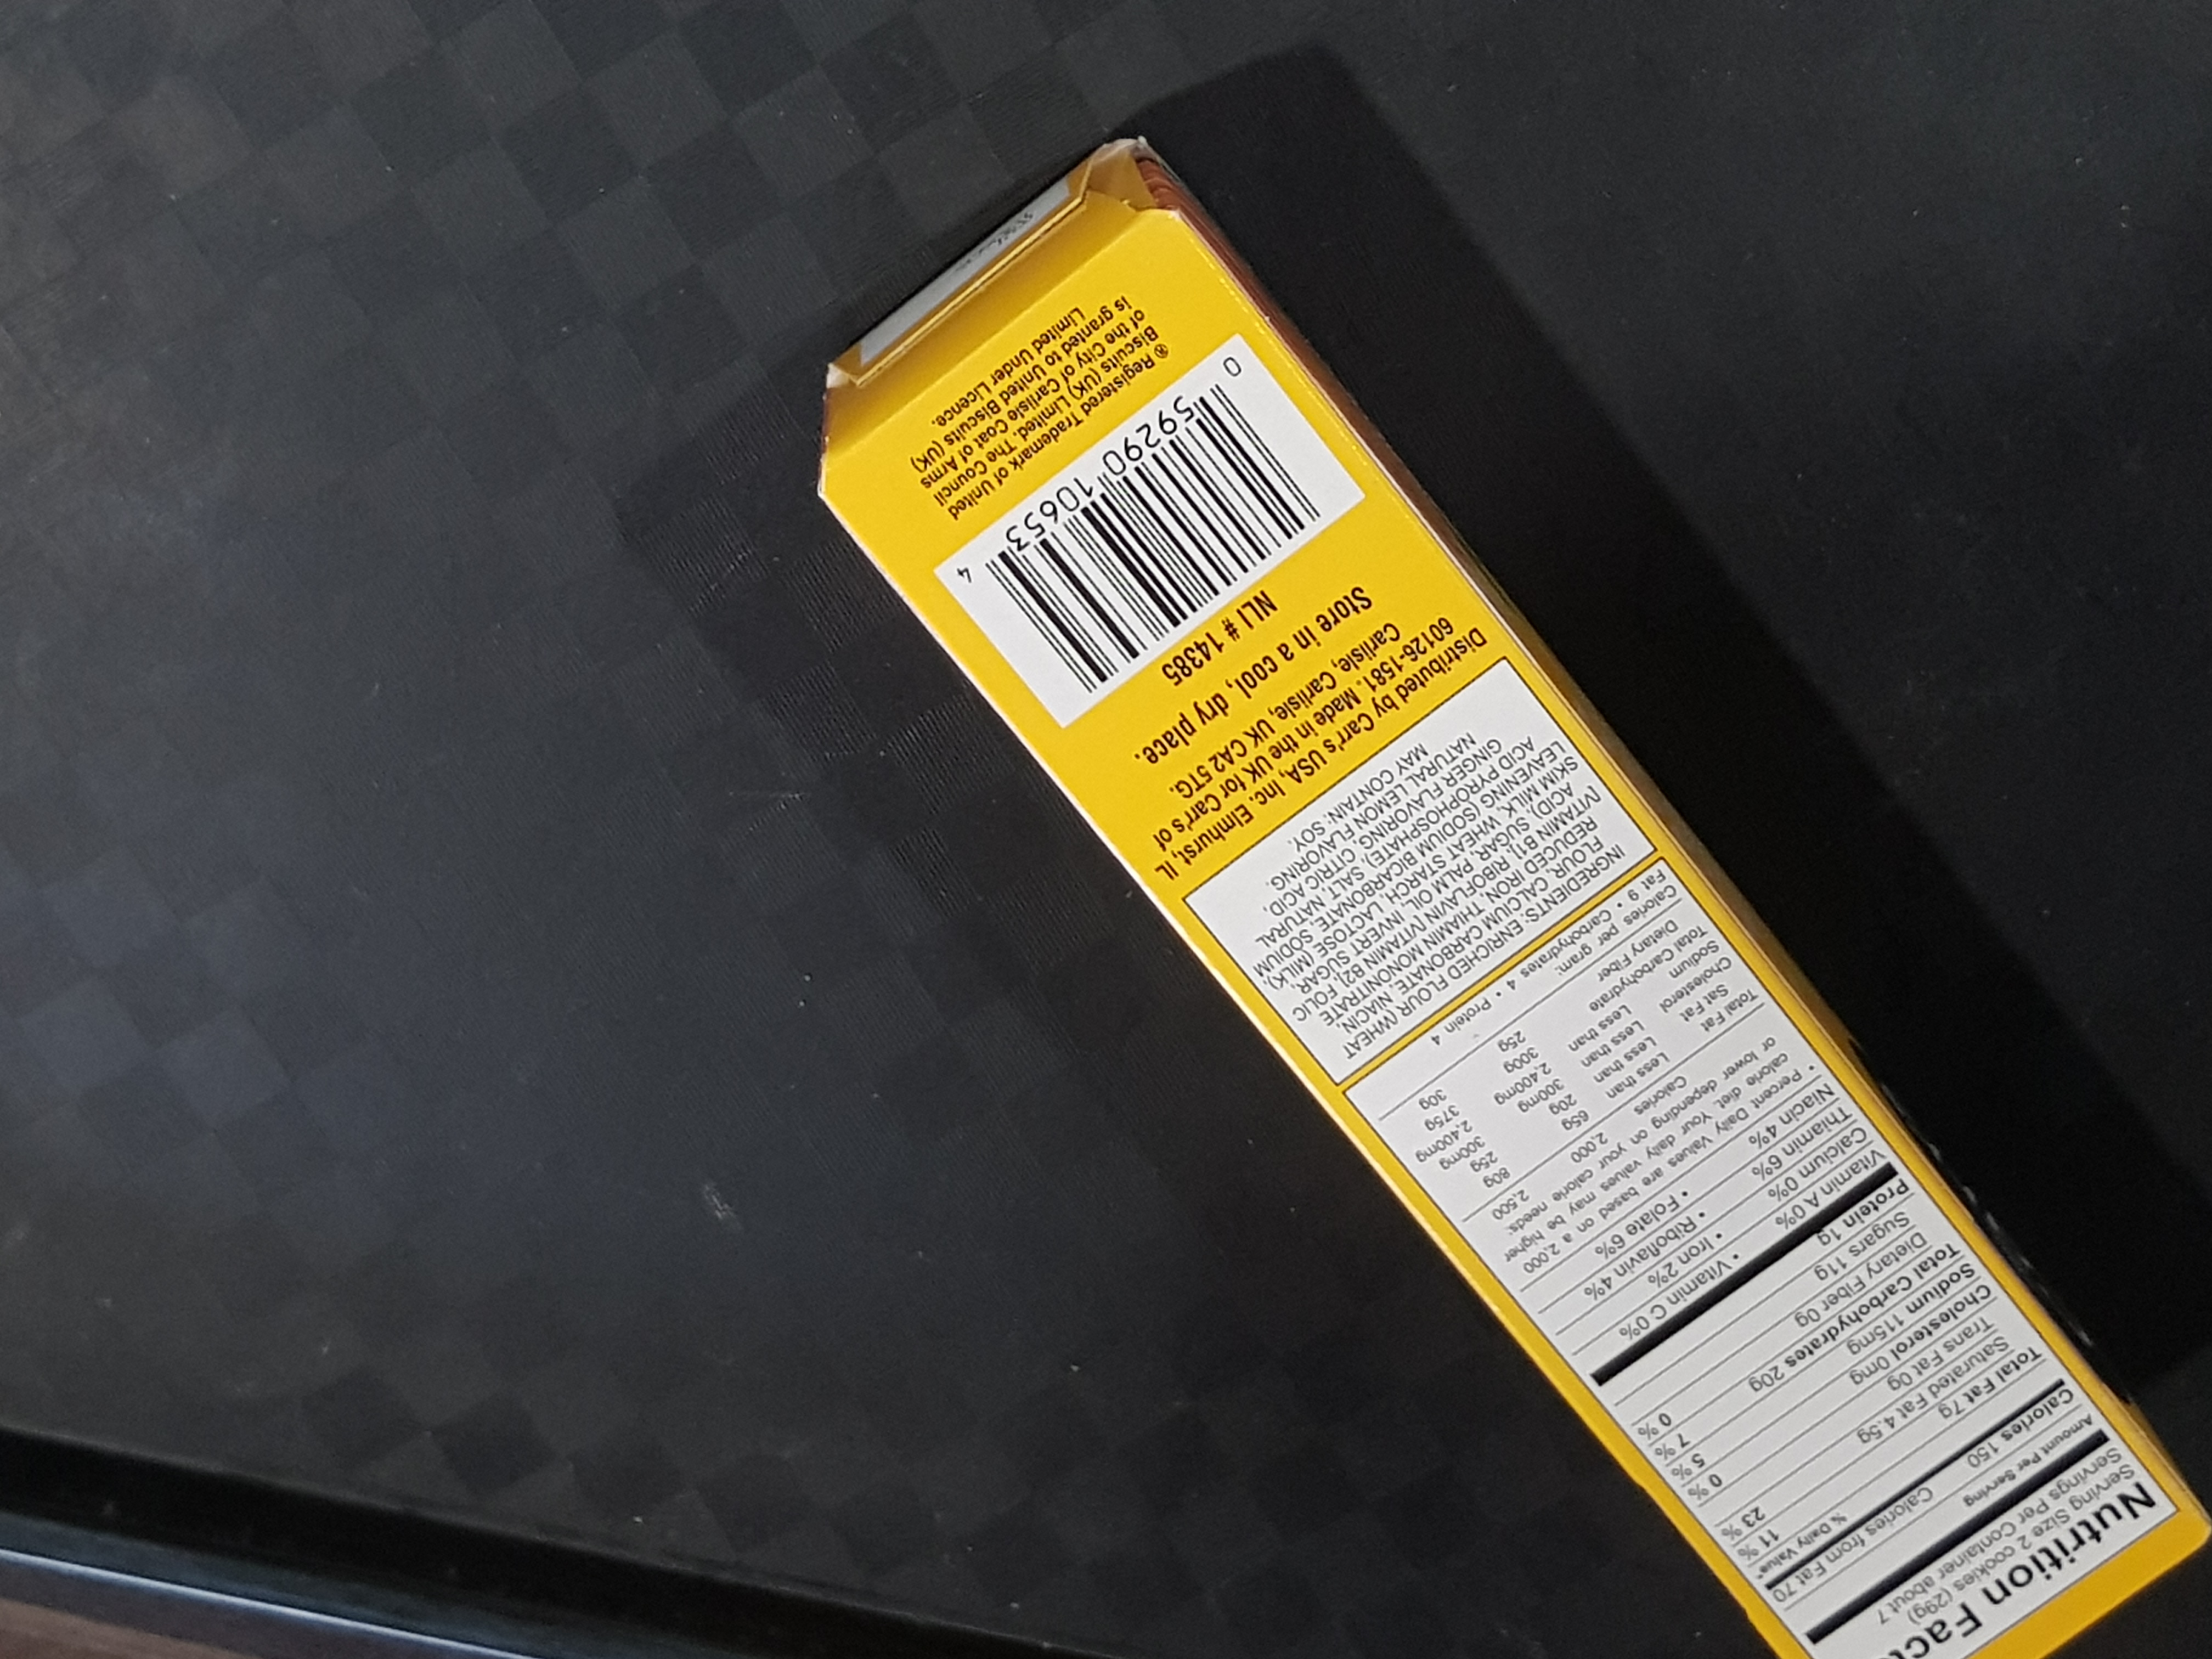 Nutrition Fact
Serving Size 2 cookies (29g)
Servings Per Container about 7
Amount Per Serving
Calories 150 Calories from Fat 70
% Daily Value*
Total Fat 7g 11 %
Saturated Fat 4.5g 23 %
Trans Fat 0g
Cholesterol 0mg 0 %
Sodium 115mg 5 %
Total Carbohydrates 20g 7 %
Dietary Fiber 0g 0 %
Sugars 11g
Protein 1g
Vitamin A 0% • Vitamin C 0%
Calcium 0% • Iron 2%
Thiamin 6% • Riboflavin 4%
Niacin 4% • Folate 6%
• Percent Daily Values are based on a 2,000
calorie diet. Your daily values may be higher
or lower depending on your calorie needs:
Calories 2,000 2,500
Total Fat Less than 65g 80g
Sat Fat Less than 20g 25g
Cholesterol Less than 300mg 300mg
Sodium Less than 2,400mg 2,400mg
Total Carbohydrate 300g 375g
Dietary Fiber 25g 30g
Calories per gram:
Fat 9 • Carbohydrates 4 • Protein 4
INGREDIENTS: ENRICHED FLOUR (WHEAT
FLOUR, CALCIUM CARBONATE, NIACIN,
REDUCED IRON, THIAMIN MONONITRATE,
[VITAMIN B1], RIBOFLAVIN [VITAMIN B2], FOLIC
ACID), SUGAR, PALM OIL, INVERT SUGAR,
SKIM MILK, WHEAT STARCH, LACTOSE (MILK),
LEAVENING (SODIUM BICARBONATE, SODIUM
ACID PYROPHOSPHATE), SALT, NATURAL
GINGER FLAVORING, CITRIC ACID,
NATURAL LEMON FLAVORING.
MAY CONTAIN: SOY.
Distributed by Carr's USA, Inc. Elmhurst, IL
60126-1581. Made in the UK for Carr's of
Carlisle, Carlisle, UK CA2 5TG.
Store in a cool, dry place.
NLI # 14385
0 59290 10653 4
® Registered Trademark of United
Biscuits (UK) Limited. The Council
of the City of Carlisle Coat of Arms
is granted to United Biscuits (UK)
Limited Under Licence.